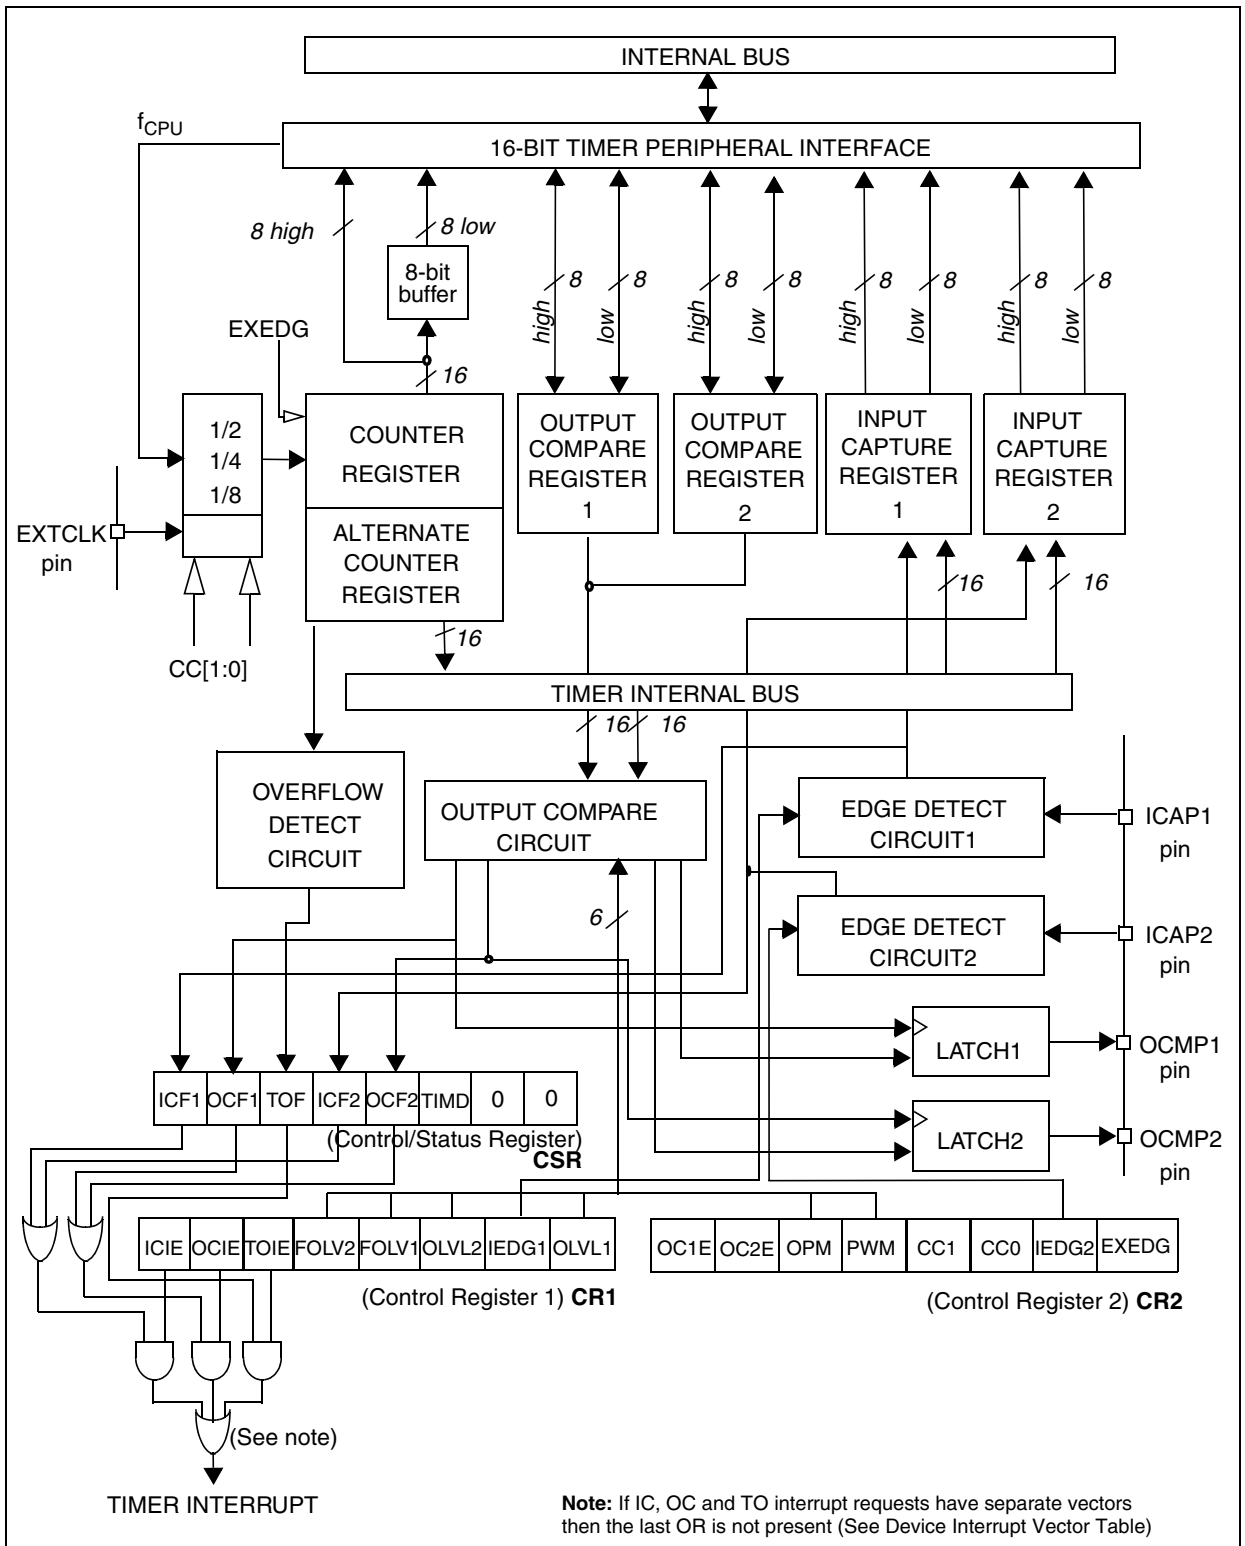 INTERNAL BUS
fCPU
16-BIT TIMER PERIPHERAL INTERFACE
8 high
8 low
8-bit
buffer
8
8
8
8
8
8
8
8
high
low
high
low
high
low
high
low
EXEDG
16
1/2
1/4
1/8
COUNTER
REGISTER
ALTERNATE
COUNTER
REGISTER
OUTPUT
COMPARE
REGISTER
1
OUTPUT
COMPARE
REGISTER
2
INPUT
CAPTURE
REGISTER
1
INPUT
CAPTURE
REGISTER
2
EXTCLK
pin
16
16
16
CC[1:0]
TIMER INTERNAL BUS
16
16
OVERFLOW
DETECT
CIRCUIT
OUTPUT COMPARE
CIRCUIT
EDGE DETECT
CIRCUIT1
ICAP1
pin
6
EDGE DETECT
CIRCUIT2
ICAP2
pin
LATCH1
OCMP1
pin
ICF1 OCF1 TOF ICF2 OCF2 TIMD 0 0
(Control/Status Register)
CSR
LATCH2
OCMP2
pin
ICIE OCIE TOIE FOLV2 FOLV1 OLVL2 IEDG1 OLVL1
(Control Register 1) CR1
OC1E OC2E OPM PWM CC1 CC0 IEDG2 EXEDG
(Control Register 2) CR2
(See note)
TIMER INTERRUPT
Note: If IC, OC and TO interrupt requests have separate vectors
then the last OR is not present (See Device Interrupt Vector Table)